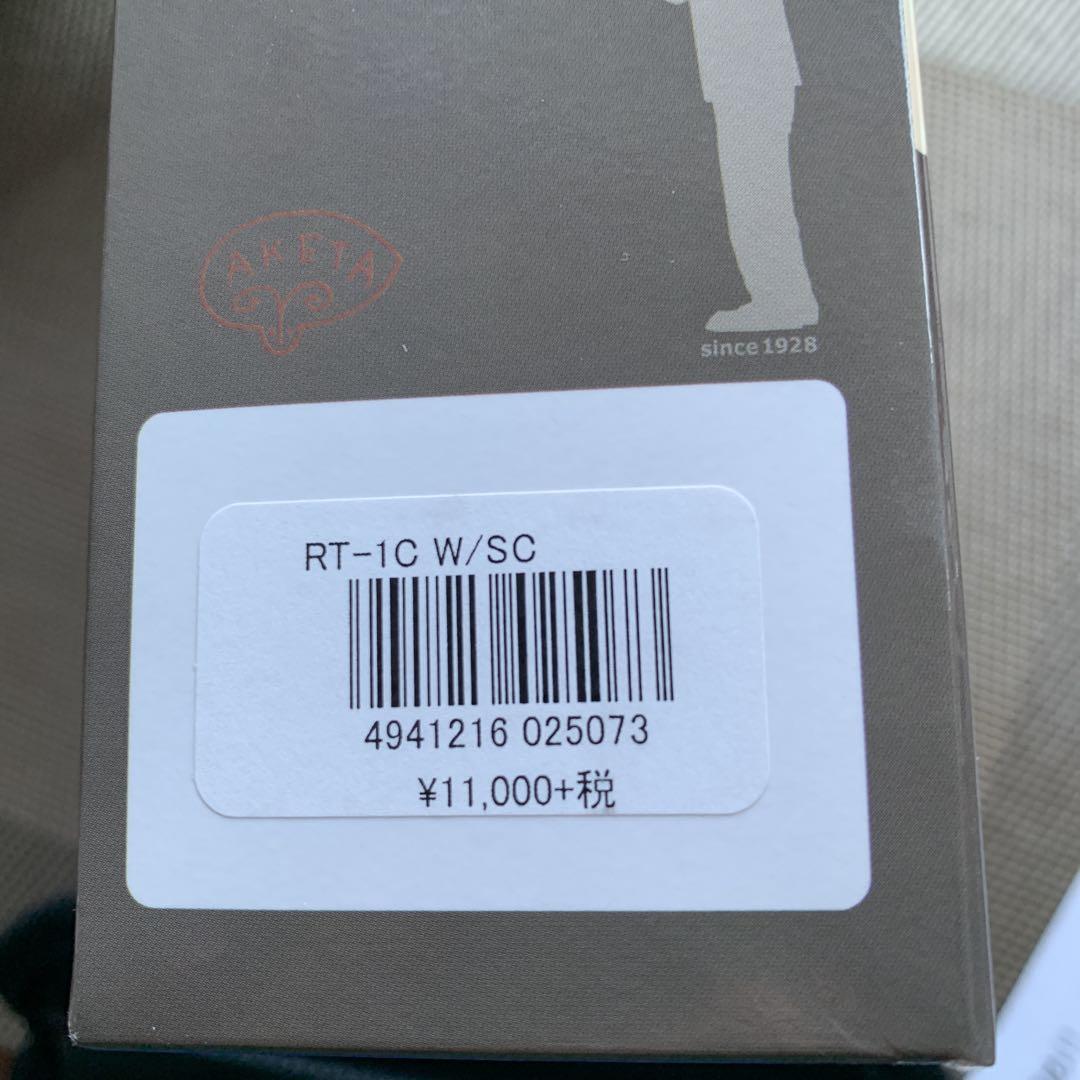 AKETA
since 1928
RT-1C W/SC
4941216 025073
¥11,000+税